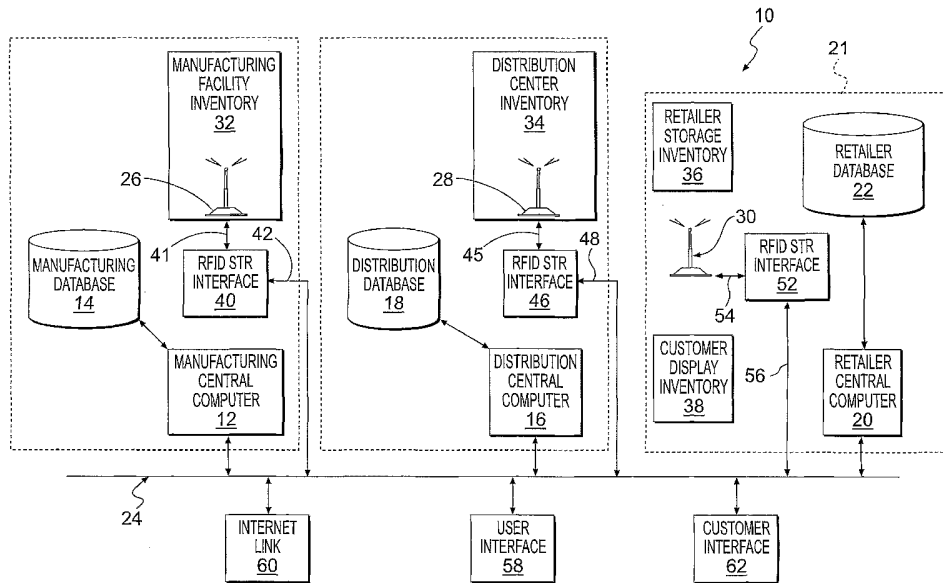 10
21
MANUFACTURING
FACILITY
INVENTORY
32
26
41
42
MANUFACTURING
DATABASE
14
RFID STR
INTERFACE
40
MANUFACTURING
CENTRAL
COMPUTER
12
DISTRIBUTION
CENTER
INVENTORY
34
28
45
48
DISTRIBUTION
DATABASE
18
RFID STR
INTERFACE
46
DISTRIBUTION
CENTRAL
COMPUTER
16
RETAILER
STORAGE
INVENTORY
36
RETAILER
DATABASE
22
30
RFID STR
INTERFACE
52
54
CUSTOMER
DISPLAY
INVENTORY
38
56
RETAILER
CENTRAL
COMPUTER
20
24
INTERNET
LINK
60
USER
INTERFACE
58
CUSTOMER
INTERFACE
62